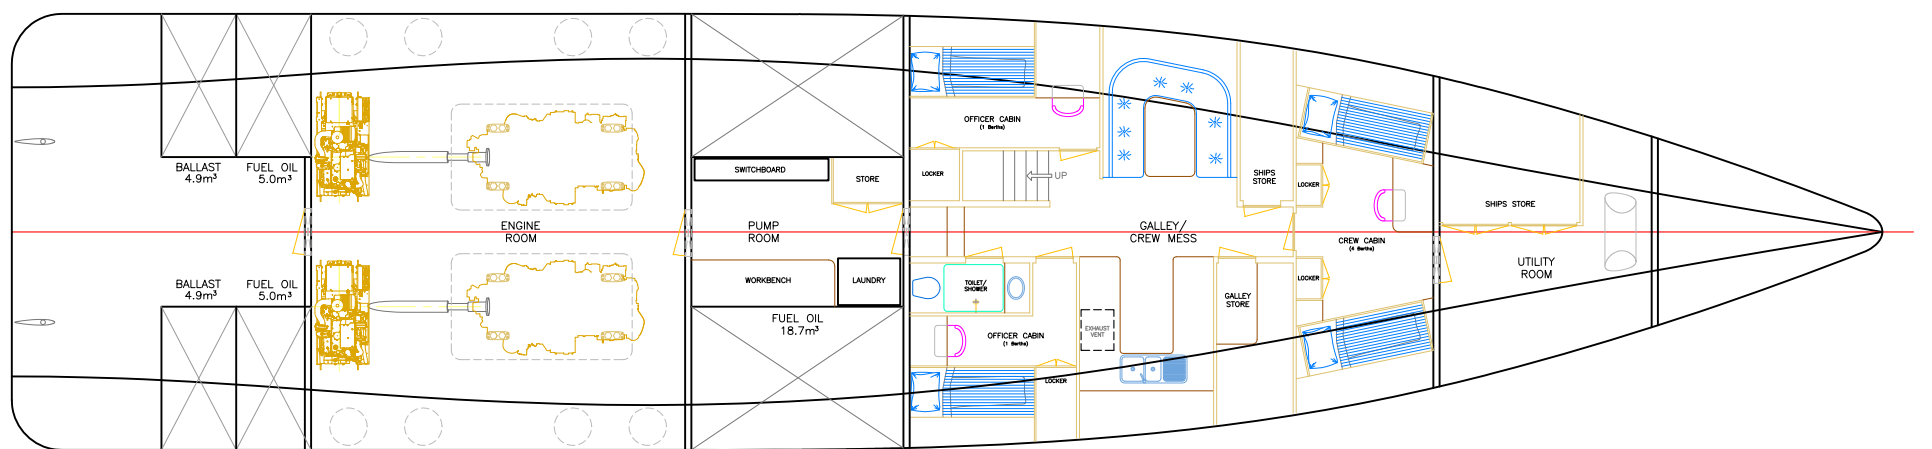 BALLAST
4.9m³
FUEL OIL
5.0m³
ENGINE
ROOM
SWITCHBOARD
STORE
PUMP
ROOM
OFFICER CABIN
(1 Berths)
LOCKER
UP
SHIPS
STORE
LOCKER
GALLEY/
CREW MESS
CREW CABIN
(4 Berths)
SHIPS STORE
UTILITY
ROOM
BALLAST
4.9m³
FUEL OIL
5.0m³
WORKBENCH
LAUNDRY
FUEL OIL
18.7m³
TOILET/
SHOWER
OFFICER CABIN
(1 Berths)
LOCKER
EXHAUST
VENT
GALLEY
STORE
LOCKER